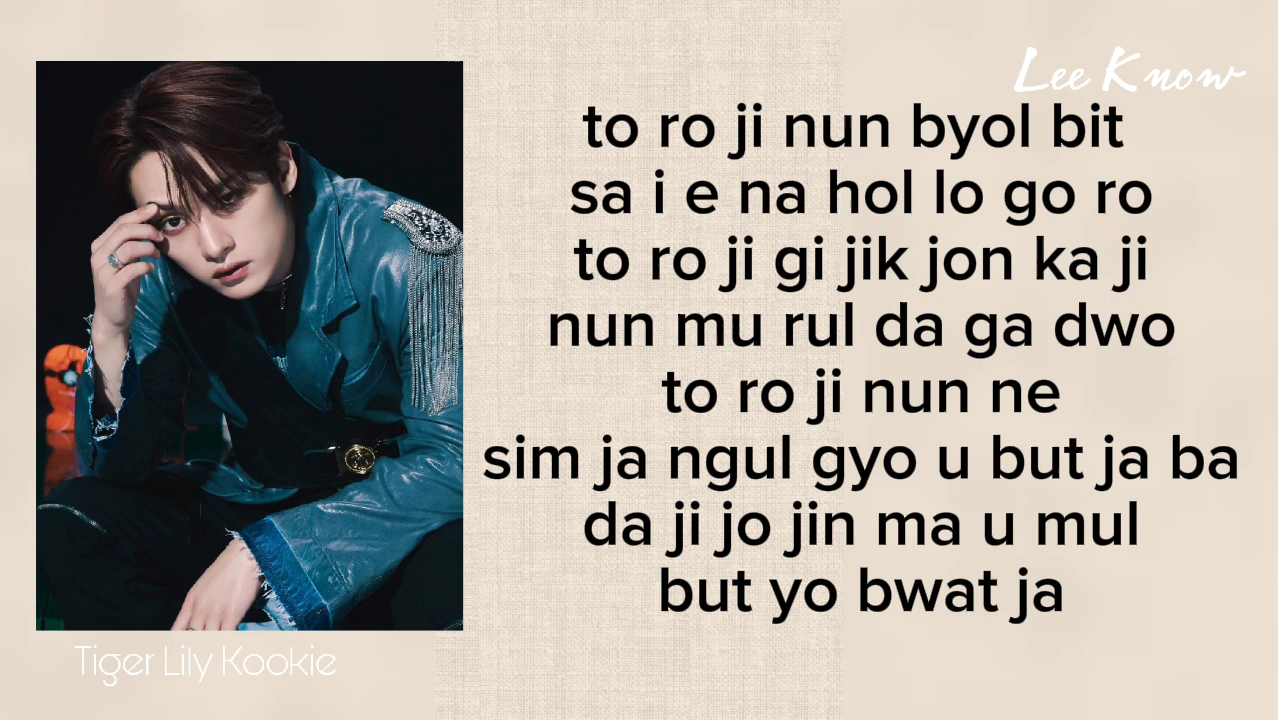 Lee Know
to ro ji nun byol bit
sa i e na hol lo go ro
to ro ji gi jik jon ka ji
nun mu rul da ga dwo
to ro ji nun ne
sim ja ngul gyo u but ja ba
da ji jo jin ma u mul
but yo bwat ja
Tiger Lily Kookie